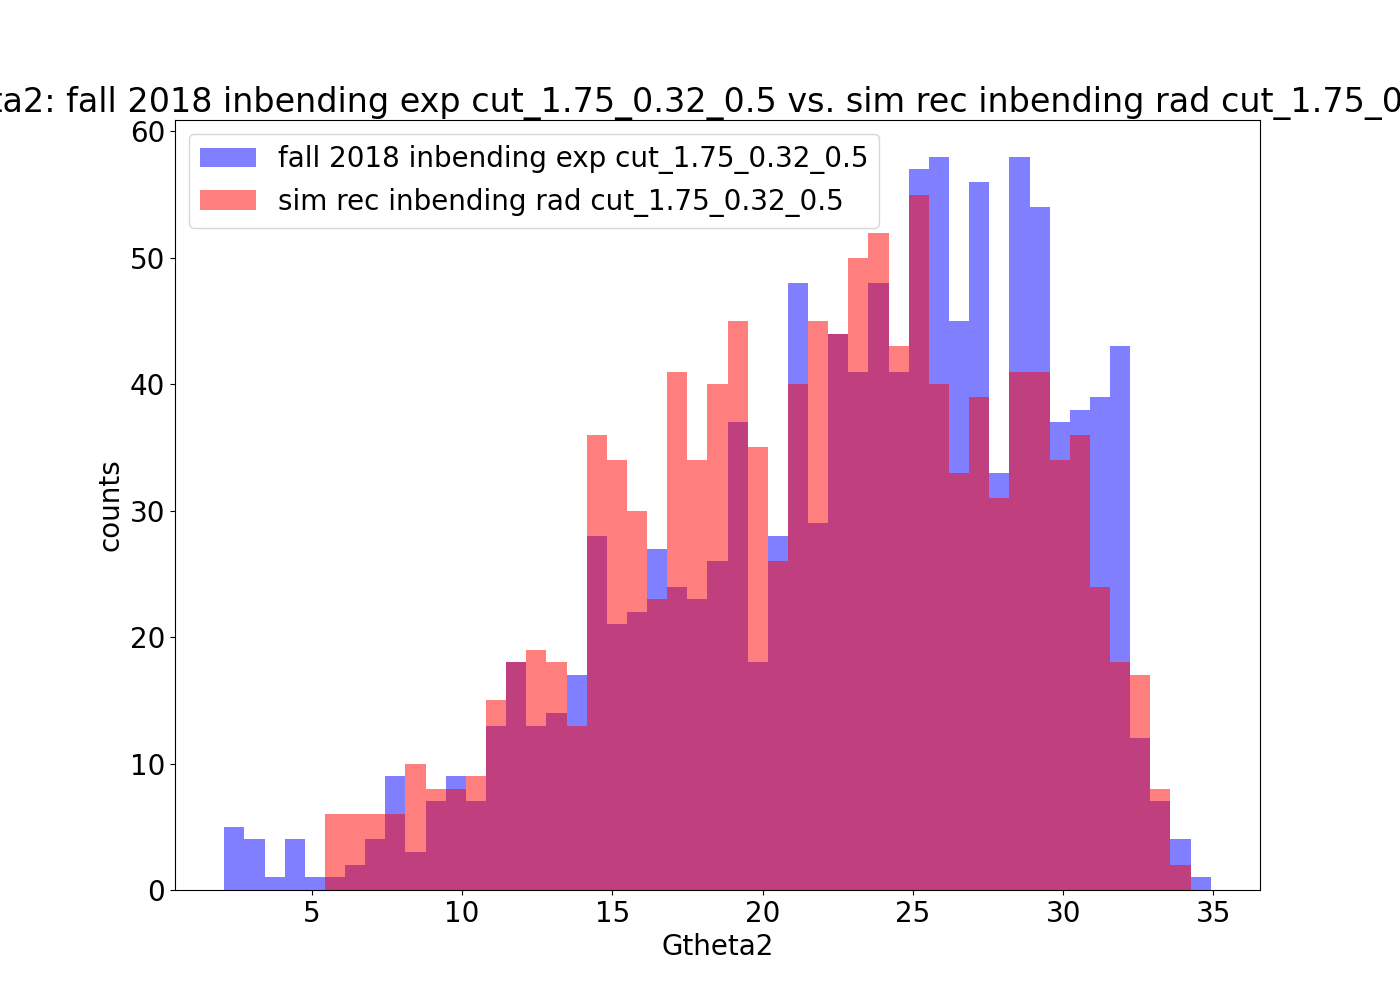 ta2: fall 2018 inbending exp cut_1.75_0.32_0.5 vs. sim rec inbending rad cut_1.75_0
fall 2018 inbending exp cut_1.75_0.32_0.5
sim rec inbending rad cut_1.75_0.32_0.5
60
50
40
30
20
10
0
counts
5 10 15 20 25 30 35
Gtheta2